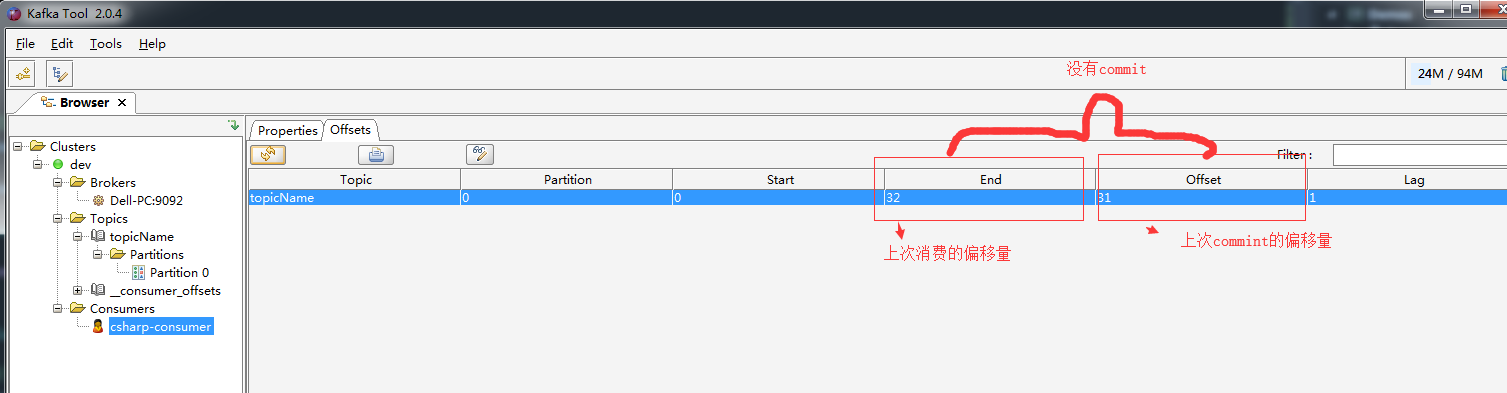 Kafka Tool 2.0.4
File Edit Tools Help
没有commit
24M / 94M
Browser
Properties Offsets
Clusters
dev
Brokers
Dell-PC:9092
Topics
topicName
Partitions
Partition 0
__consumer_offsets
Consumers
csharp-consumer
Filter :
Topic Partition Start End Offset Lag
topicName 0 0 32 31 1
上次消费的偏移量
上次commint的偏移量